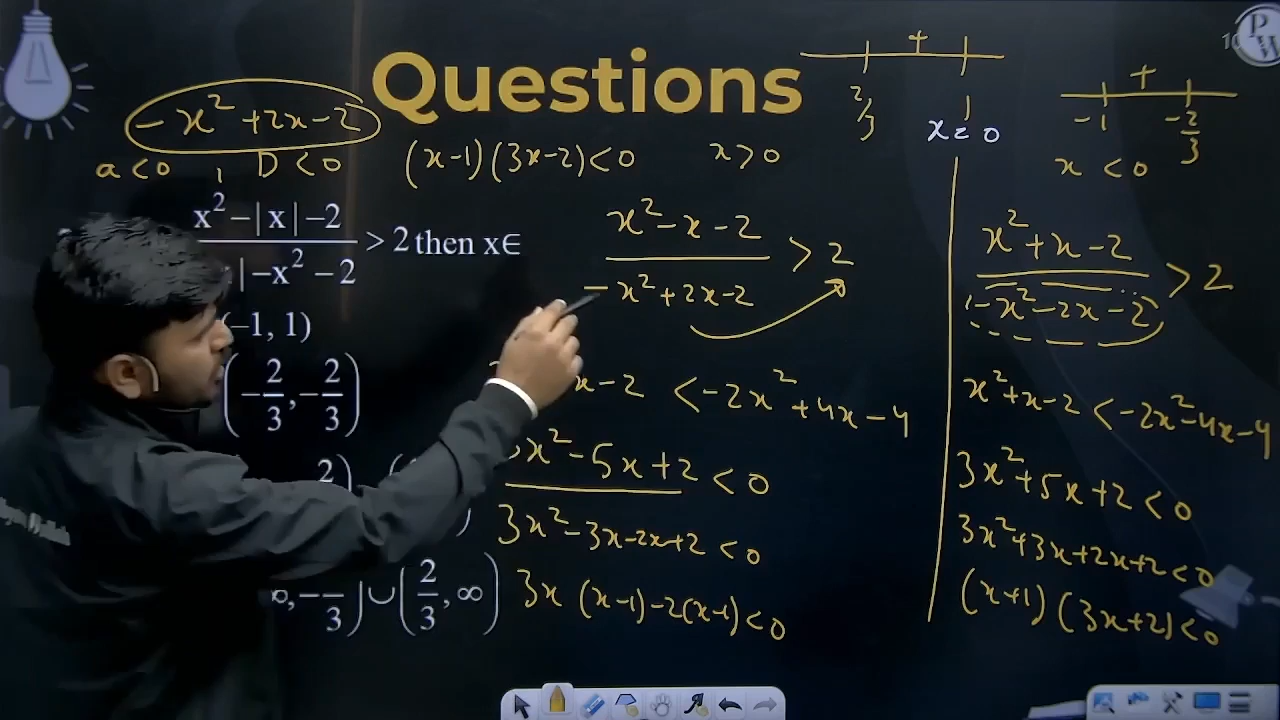 Questions
-x²+2x-2
a<0 , D<0
(x-1)(3x-2)<0
x>0
+
2/3
1
x=0
+
-1
-2/3
x<0
PW
x²-|x|-2
|-x²-2
>2 then x∈
(-1, 1)
(-2/3, -2/3)
2
∞, -
3
]∪(2/3, ∞)
x²-x-2
-x²+2x-2
>2
x-2 <-2x²+4x-4
x²-5x+2<0
3x²-3x-2x+2<0
3x(x-1)-2(x-1)<0
x²+x-2
-x²-2x-2
>2
x²+x-2<-2x²-4x-4
3x²+5x+2<0
3x²+3x+2x+2<0
(x+1)(3x+2)<0